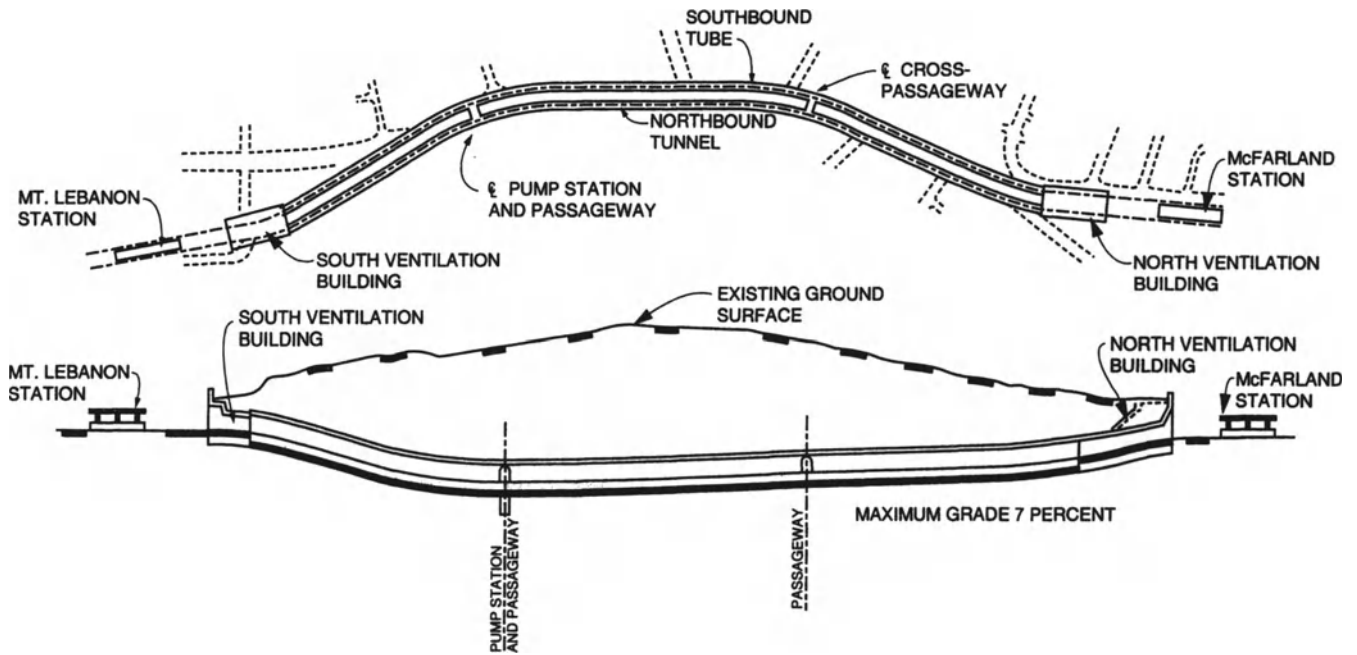 SOUTHBOUND
TUBE
℄ CROSS-
PASSAGEWAY
NORTHBOUND
TUNNEL
McFARLAND
STATION
MT. LEBANON
STATION
℄ PUMP STATION
AND PASSAGEWAY
SOUTH VENTILATION
BUILDING
NORTH VENTILATION
BUILDING
EXISTING GROUND
SURFACE
SOUTH VENTILATION
BUILDING
NORTH VENTILATION
BUILDING
MT. LEBANON
STATION
McFARLAND
STATION
MAXIMUM GRADE 7 PERCENT
PUMP STATION
AND PASSAGEWAY
PASSAGEWAY